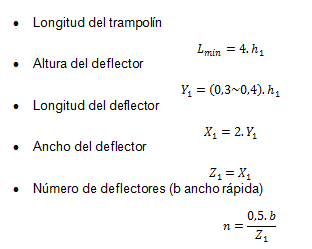 • Longitud del trampolín
L_min = 4. h_1
• Altura del deflector
Y_1 = (0,3~0,4). h_1
• Longitud del deflector
X_1 = 2. Y_1
• Ancho del deflector
Z_1 = X_1
• Número de deflectores (b ancho rápida)
n = 0,5. b / Z_1